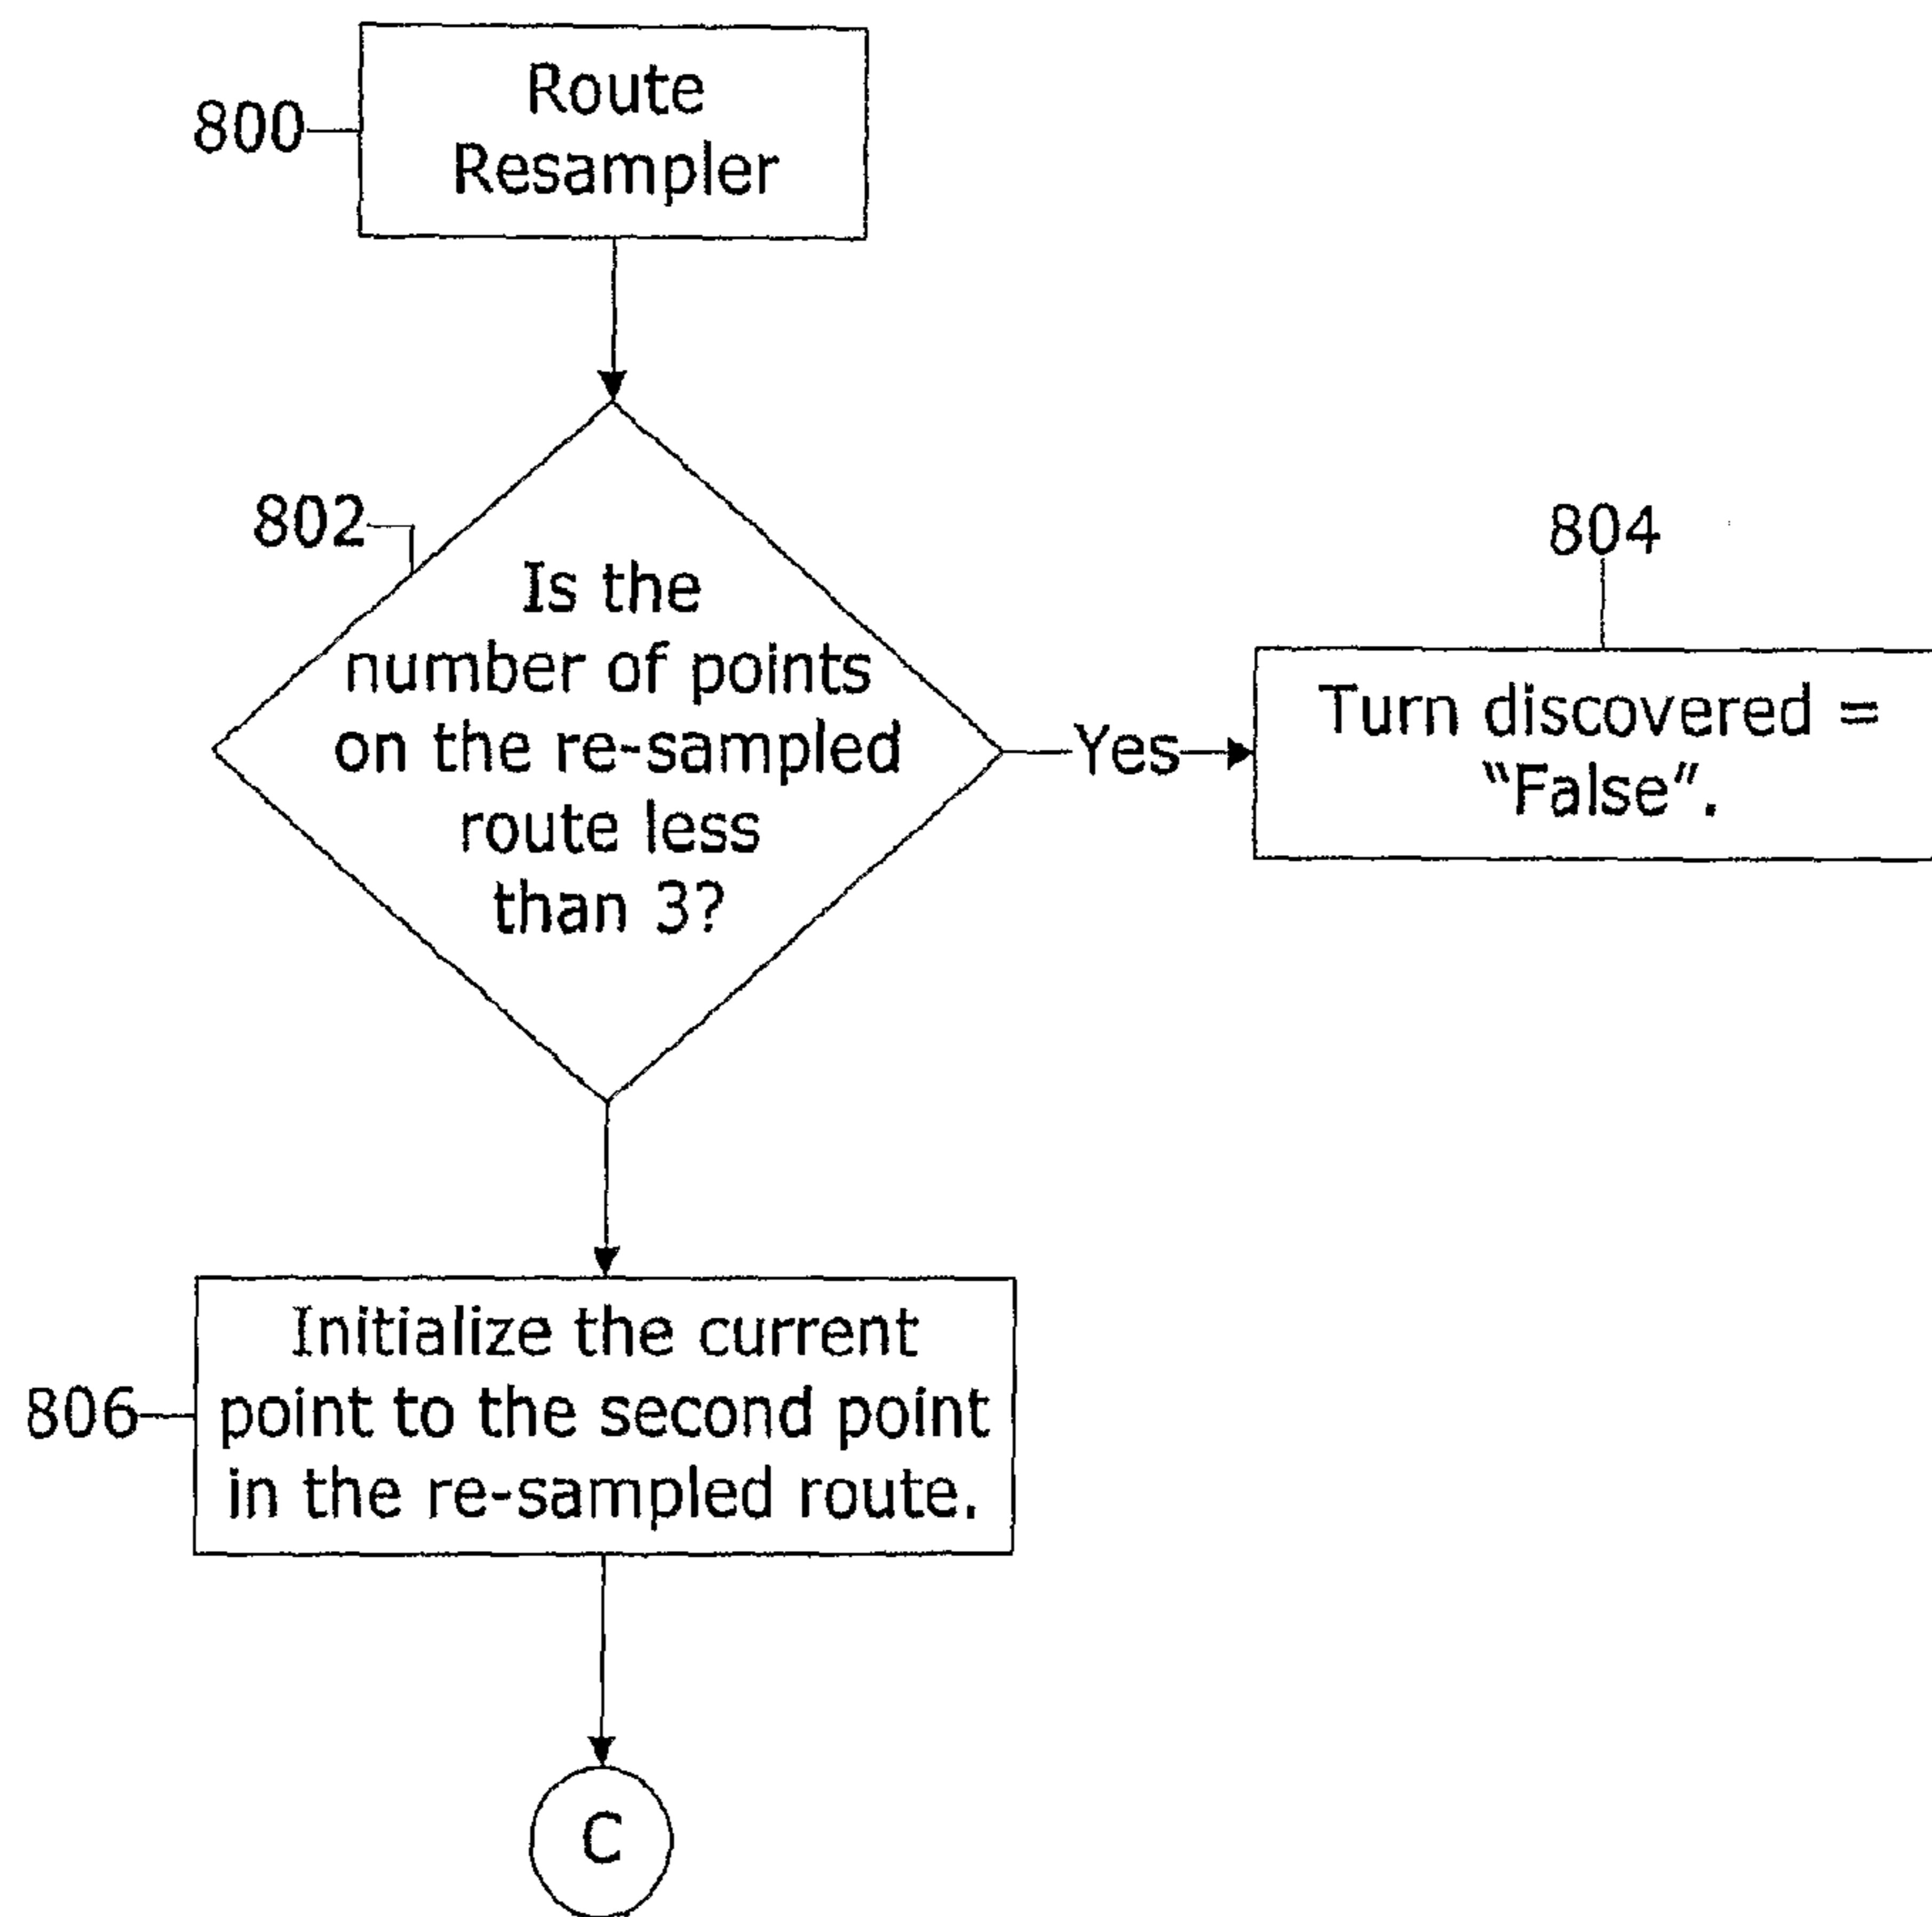 800
Route
Resampler
802
Is the
number of points
on the re-sampled
route less
than 3?
Yes
804
Turn discovered =
“False”.
806
Initialize the current
point to the second point
in the re-sampled route.
C